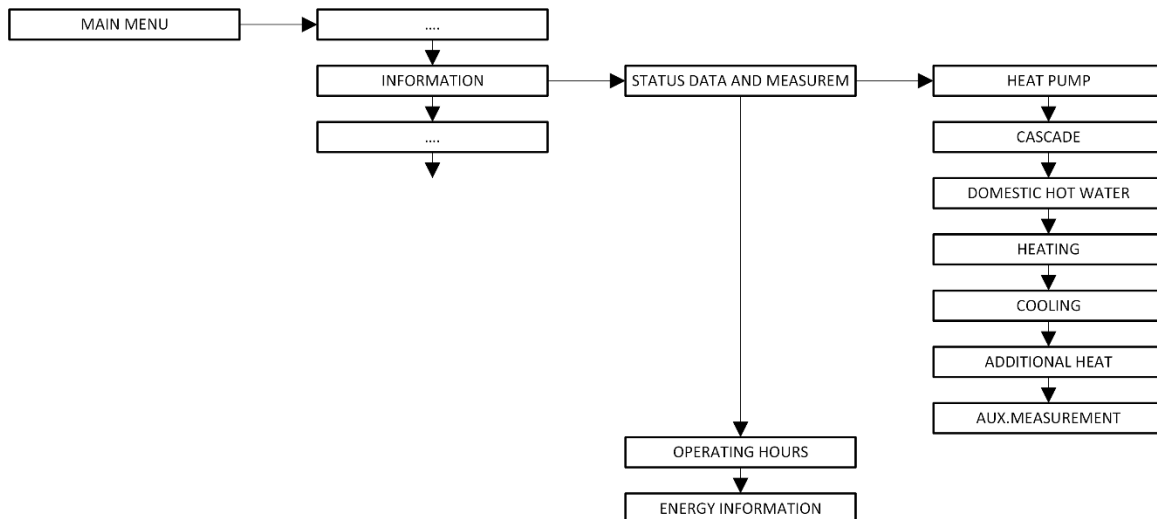 MAIN MENU
....
INFORMATION
STATUS DATA AND MEASUREM
HEAT PUMP
....
CASCADE
DOMESTIC HOT WATER
HEATING
COOLING
ADDITIONAL HEAT
AUX.MEASUREMENT
OPERATING HOURS
ENERGY INFORMATION